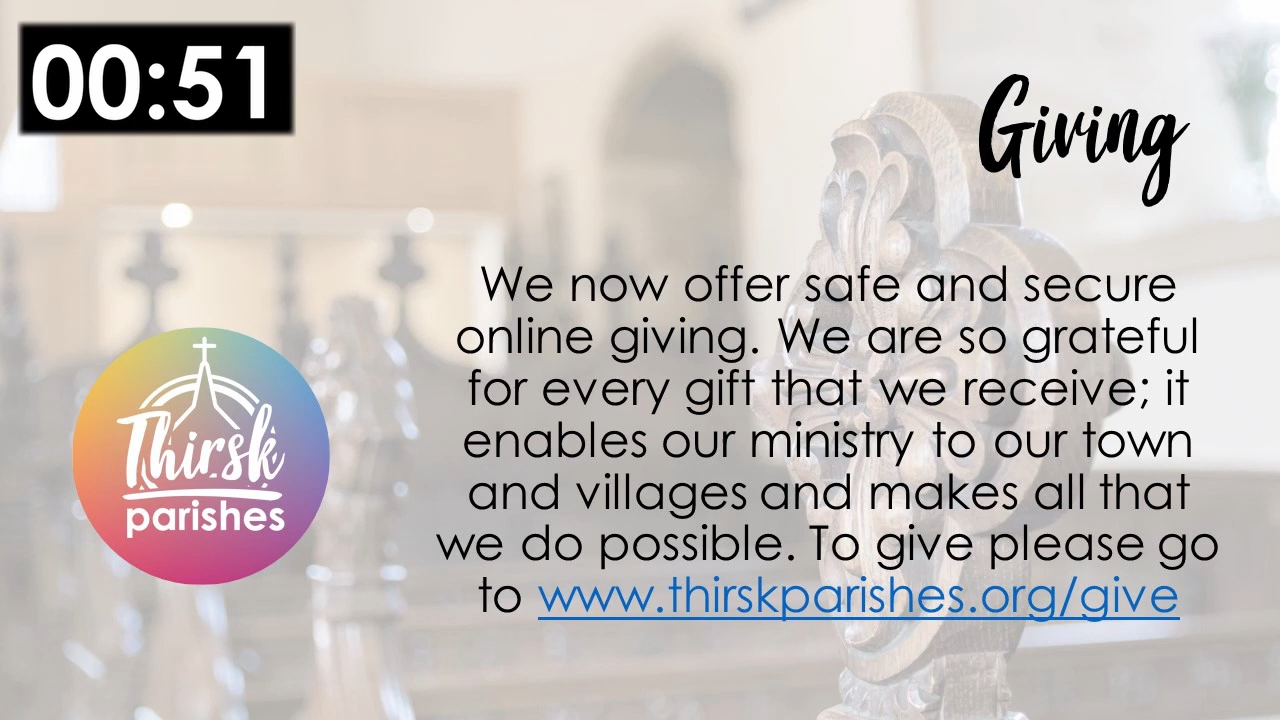 00:51
Giving
We now offer safe and secure
online giving. We are so grateful
for every gift that we receive; it
enables our ministry to our town
and villages and makes all that
we do possible. To give please go
to www.thirskparishes.org/give
Thirsk
parishes